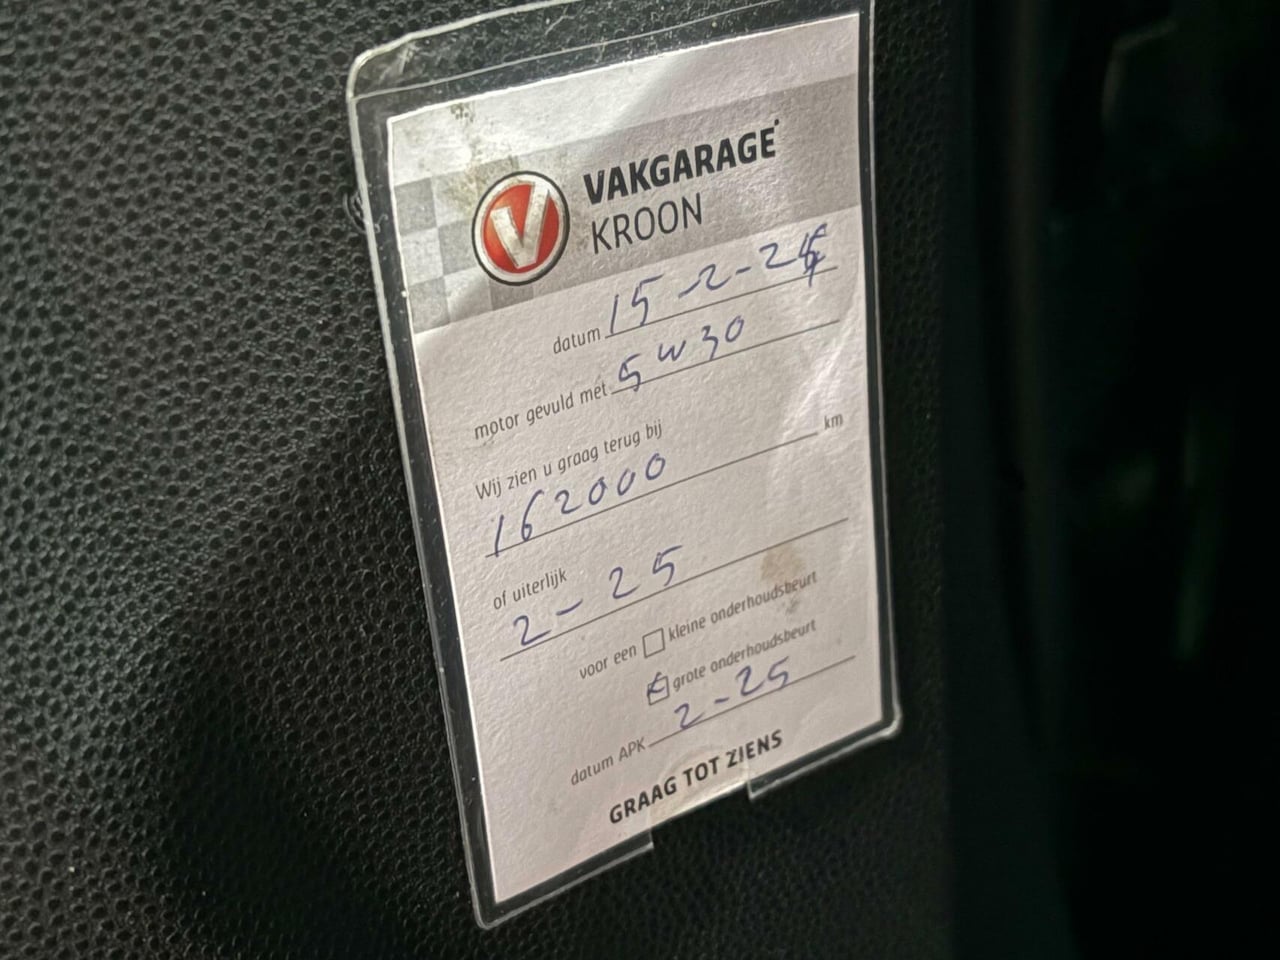 V
VAKGARAGE
KROON
datum 15-2-24
motor gevuld met 5W30
Wij zien u graag terug bij
162000 km
of uiterlijk
2-25
voor een kleine onderhoudsbeurt
grote onderhoudsbeurt
datum APK 2-25
GRAAG TOT ZIENS